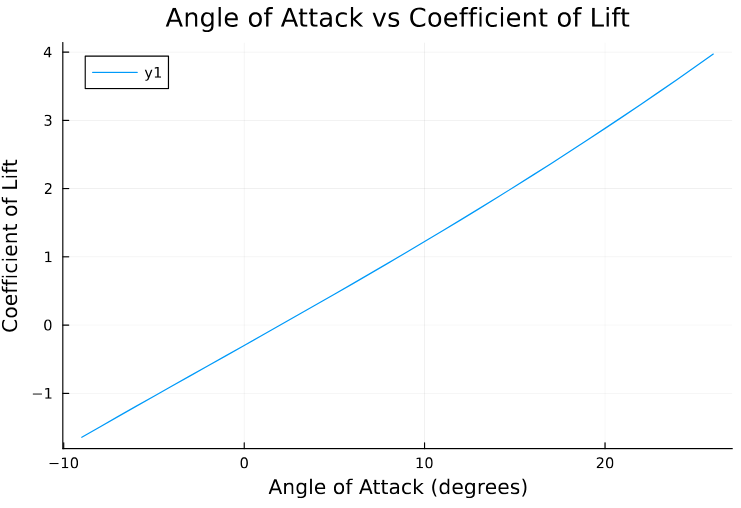 Angle of Attack vs Coefficient of Lift
y1
4
3
2
1
0
−1
Coefficient of Lift
−10 0 10 20
Angle of Attack (degrees)